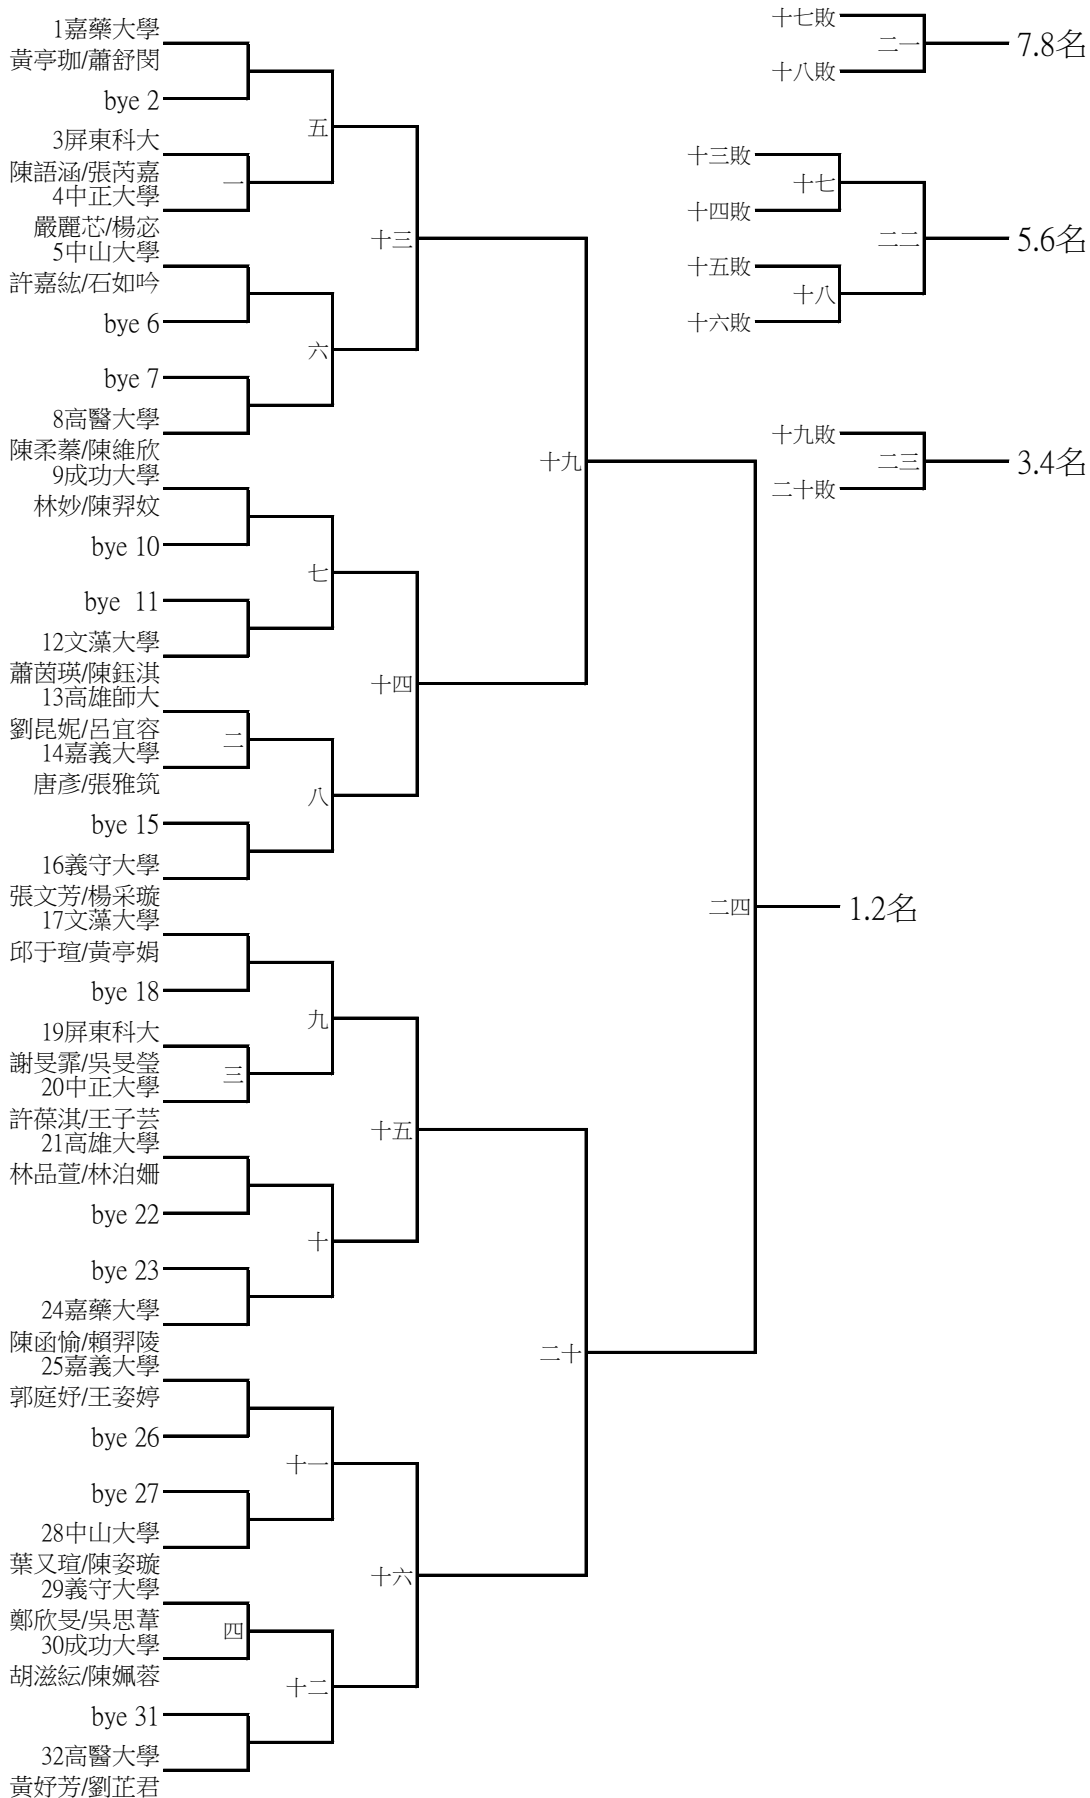 1嘉藥大學
黃亭珈/蕭舒閔
bye 2
3屏東科大
陳語涵/張芮嘉
4中正大學
嚴麗芯/楊宓
5中山大學
許嘉紘/石如吟
bye 6
bye 7
8高醫大學
陳柔蓁/陳維欣
9成功大學
林妙/陳羿妏
bye 10
bye 11
12文藻大學
蕭茵瑛/陳鈺淇
13高雄師大
劉昆妮/呂宜容
14嘉義大學
唐彥/張雅筑
bye 15
16義守大學
張文芳/楊采璇
17文藻大學
邱于瑄/黃亭娟
bye 18
19屏東科大
謝旻霏/吳旻瑩
20中正大學
許葆淇/王子芸
21高雄大學
林品萱/林泊姍
bye 22
bye 23
24嘉藥大學
陳函愉/賴羿陵
25嘉義大學
郭庭妤/王姿婷
bye 26
bye 27
28中山大學
葉又瑄/陳姿璇
29義守大學
鄭欣旻/吳思葦
30成功大學
胡滋紜/陳姵蓉
bye 31
32高醫大學
黃妤芳/劉芷君
一
二
三
四
五
六
七
八
九
十
十一
十二
十三
十四
十五
十六
十九
二十
二四
1.2名
十七敗
二一
十八敗
7.8名
十三敗
十七
十四敗
二二
5.6名
十五敗
十八
十六敗
十九敗
二三
二十敗
3.4名